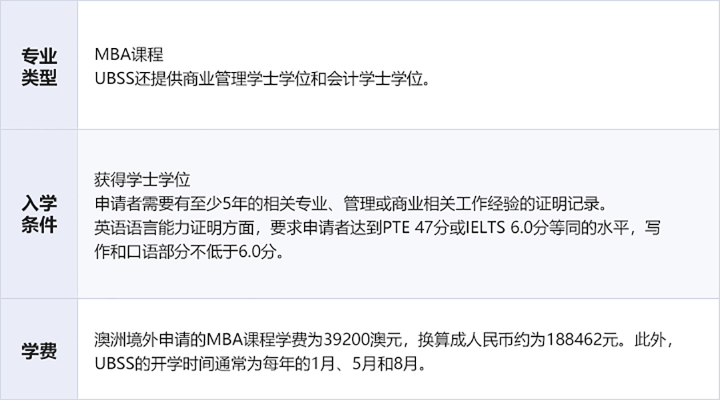 专业
类型
MBA课程
UBSS还提供商业管理学士学位和会计学士学位。
入学
条件
获得学士学位
申请者需要有至少5年的相关专业、管理或商业相关工作经验的证明记录。
英语语言能力证明方面，要求申请者达到PTE 47分或IELTS 6.0分等同的水平，写
作和口语部分不低于6.0分。
学费
澳洲境外申请的MBA课程学费为39200澳元，换算成人民币约为188462元。此外，
UBSS的开学时间通常为每年的1月、5月和8月。